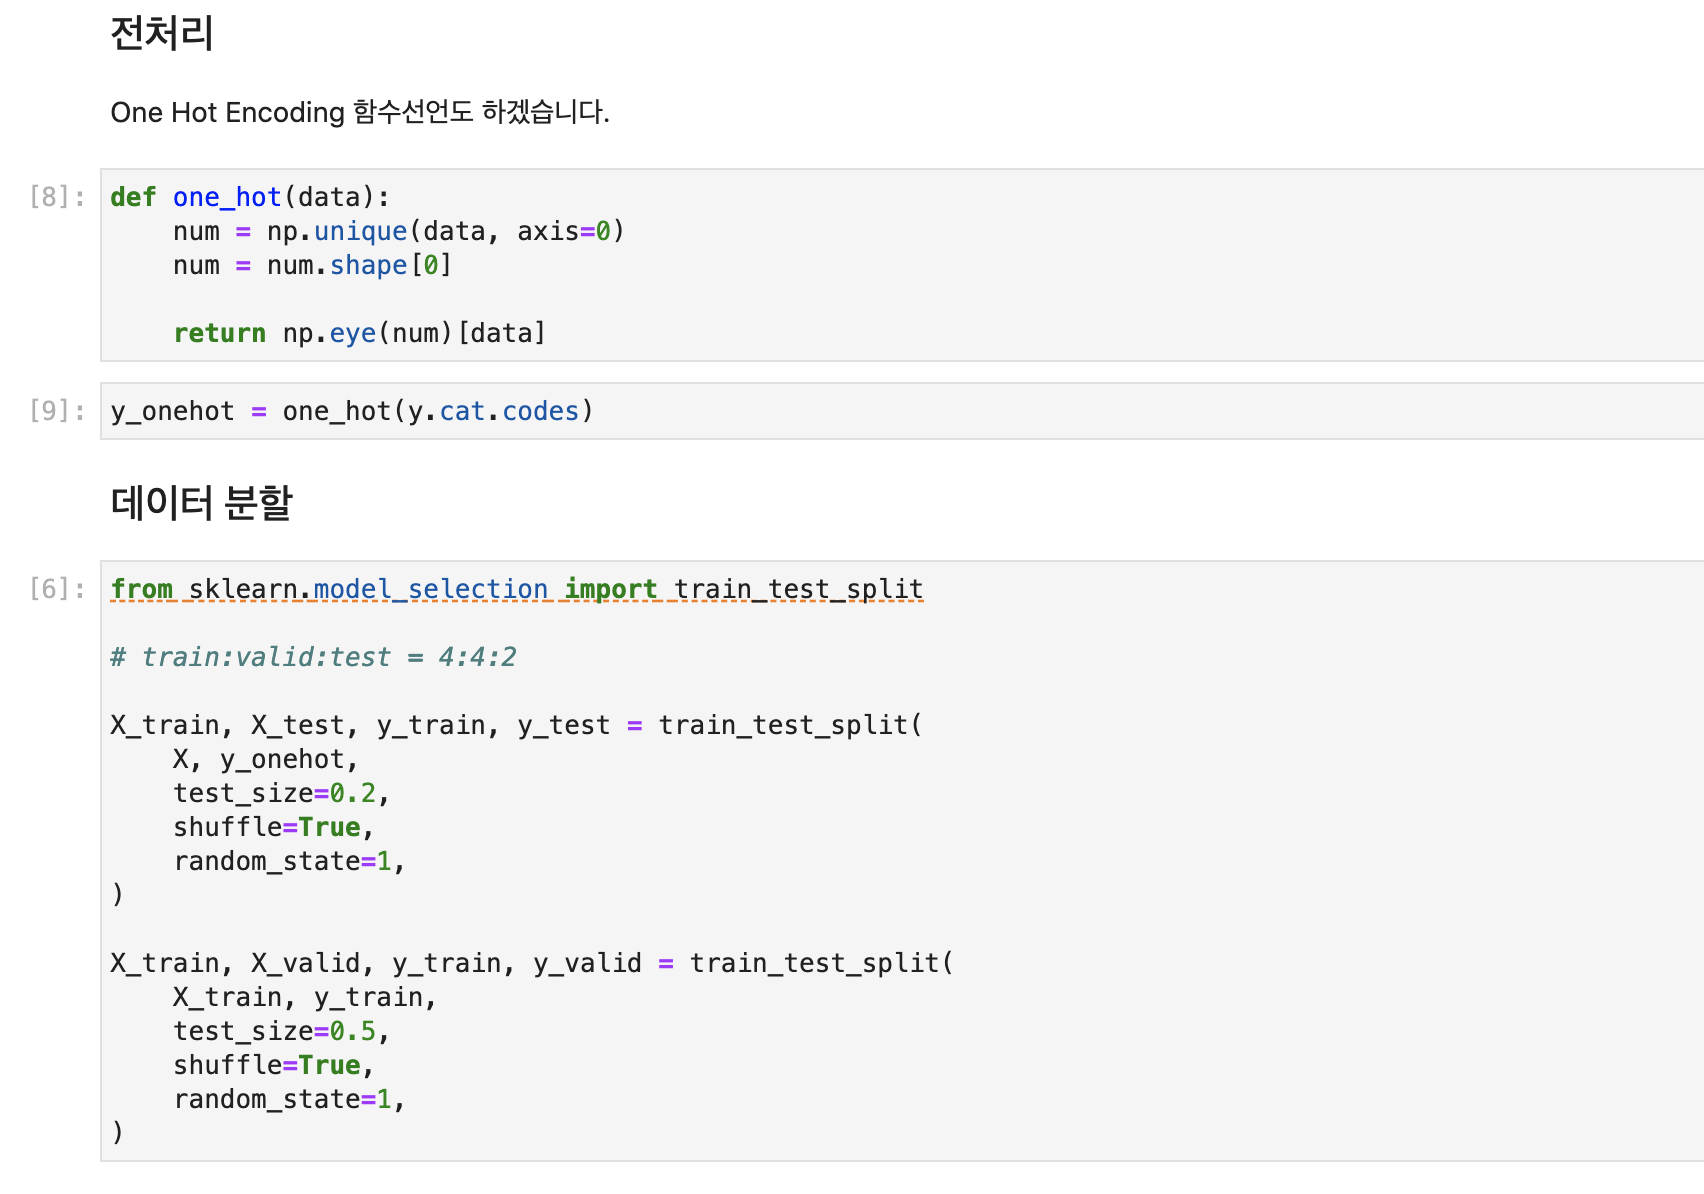 전처리
One Hot Encoding 함수선언도 하겠습니다.
[8]:
def one_hot(data):
    num = np.unique(data, axis=0)
    num = num.shape[0]

    return np.eye(num)[data]
[9]:
y_onehot = one_hot(y.cat.codes)
데이터 분할
[6]:
from sklearn.model_selection import train_test_split

# train:valid:test = 4:4:2

X_train, X_test, y_train, y_test = train_test_split(
    X, y_onehot,
    test_size=0.2,
    shuffle=True,
    random_state=1,
)

X_train, X_valid, y_train, y_valid = train_test_split(
    X_train, y_train,
    test_size=0.5,
    shuffle=True,
    random_state=1,
)